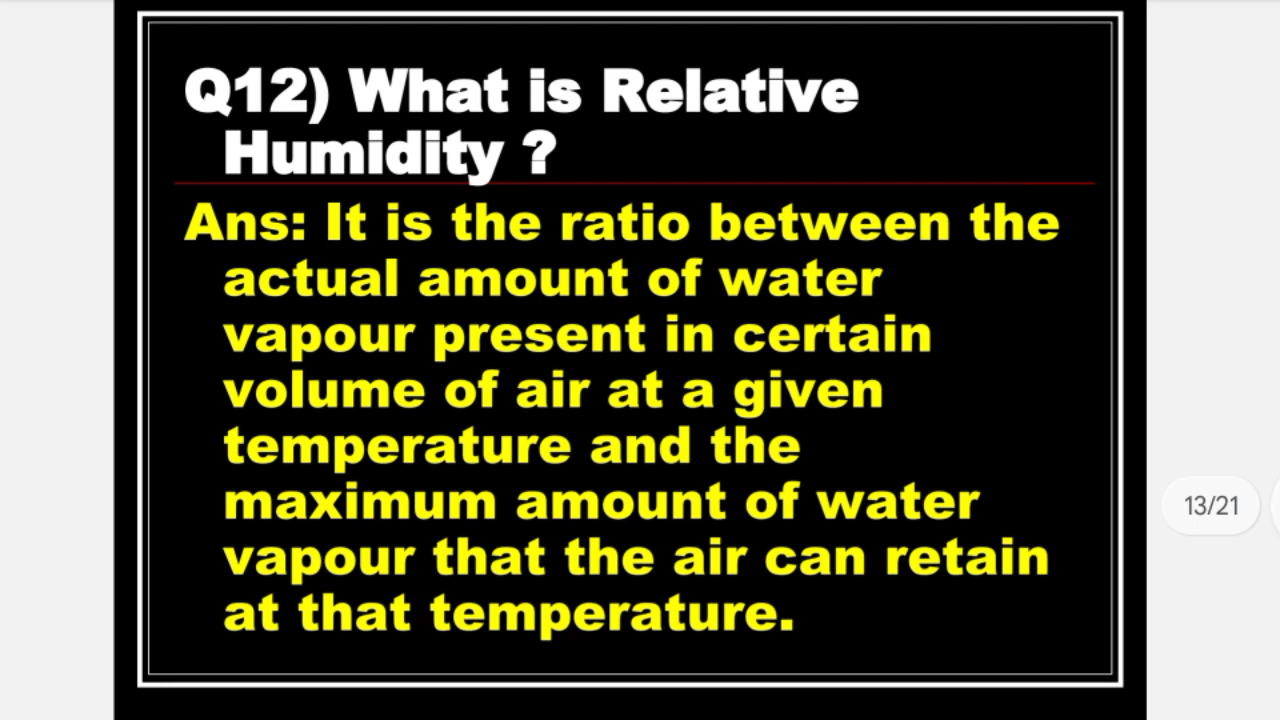 Q12) What is Relative
Humidity ?
Ans: It is the ratio between the
actual amount of water
vapour present in certain
volume of air at a given
temperature and the
maximum amount of water
vapour that the air can retain
at that temperature.
13/21